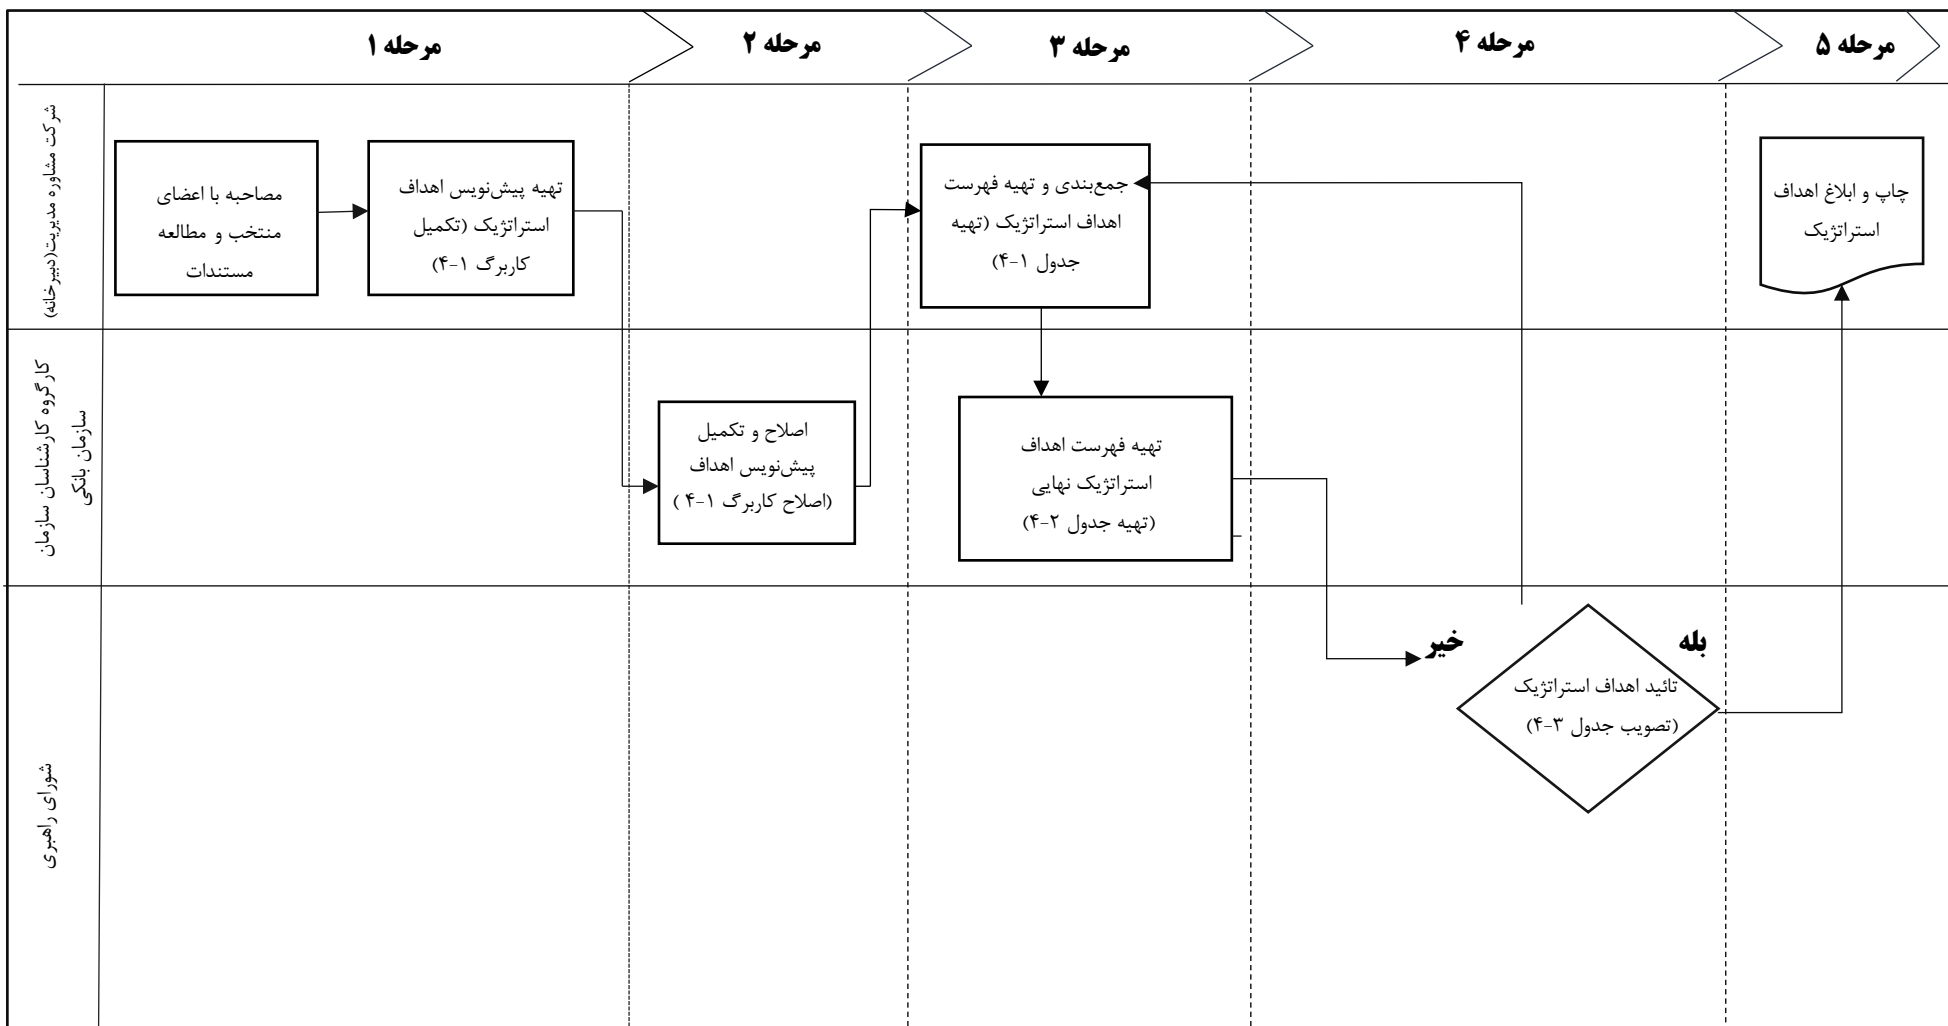 مرحله ۱
مرحله ۲
مرحله ۳
مرحله ۴
مرحله ۵
شرکت مشاوره مدیریت(دبیرخانه)
مصاحبه با اعضای
منتخب و مطالعه
مستندات
تهیه پیش‌نویس اهداف
استراتژیک (تکمیل
کاربرگ ۱-۴)
جمع‌بندی و تهیه فهرست
اهداف استراتژیک (تهیه
جدول ۱-۴)
چاپ و ابلاغ اهداف
استراتژیک
کارگروه کارشناسان سازمان
سازمان بانکی
اصلاح و تکمیل
پیش‌نویس اهداف
(اصلاح کاربرگ ۱-۴ )
تهیه فهرست اهداف
استراتژیک نهایی
(تهیه جدول ۲-۴)
شورای راهبری
خیر
بله
تائید اهداف استراتژیک
(تصویب جدول ۳-۴)